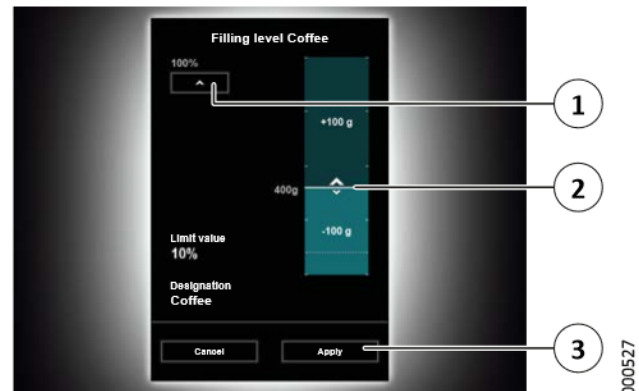 Filling level Coffee
100%
+100 g
400g
-100 g
Limit value
10%
Designation
Coffee
Cancel
Apply
1
2
3
000527